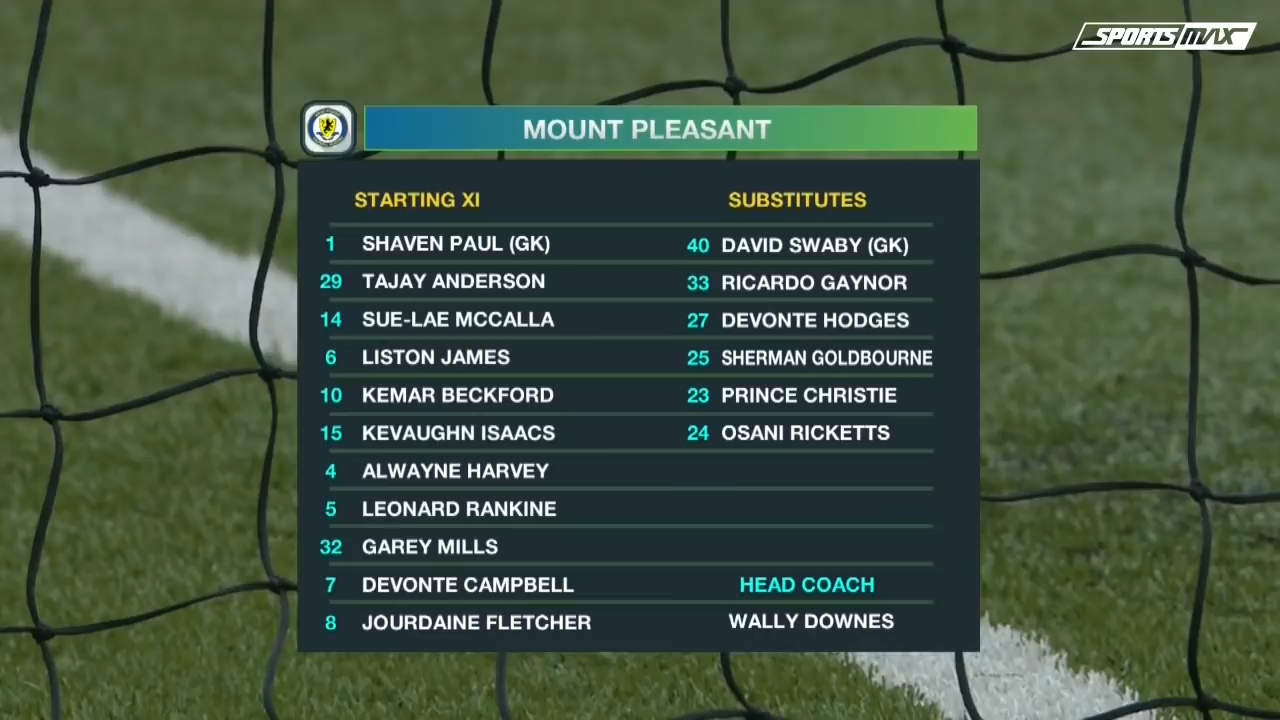 SPORTSMAX
MOUNT PLEASANT
STARTING XI
1 SHAVEN PAUL (GK)
29 TAJAY ANDERSON
14 SUE-LAE MCCALLA
6 LISTON JAMES
10 KEMAR BECKFORD
15 KEVAUGHN ISAACS
4 ALWAYNE HARVEY
5 LEONARD RANKINE
32 GAREY MILLS
7 DEVONTE CAMPBELL
8 JOURDAINE FLETCHER
SUBSTITUTES
40 DAVID SWABY (GK)
33 RICARDO GAYNOR
27 DEVONTE HODGES
25 SHERMAN GOLDBOURNE
23 PRINCE CHRISTIE
24 OSANI RICKETTS
HEAD COACH
WALLY DOWNES